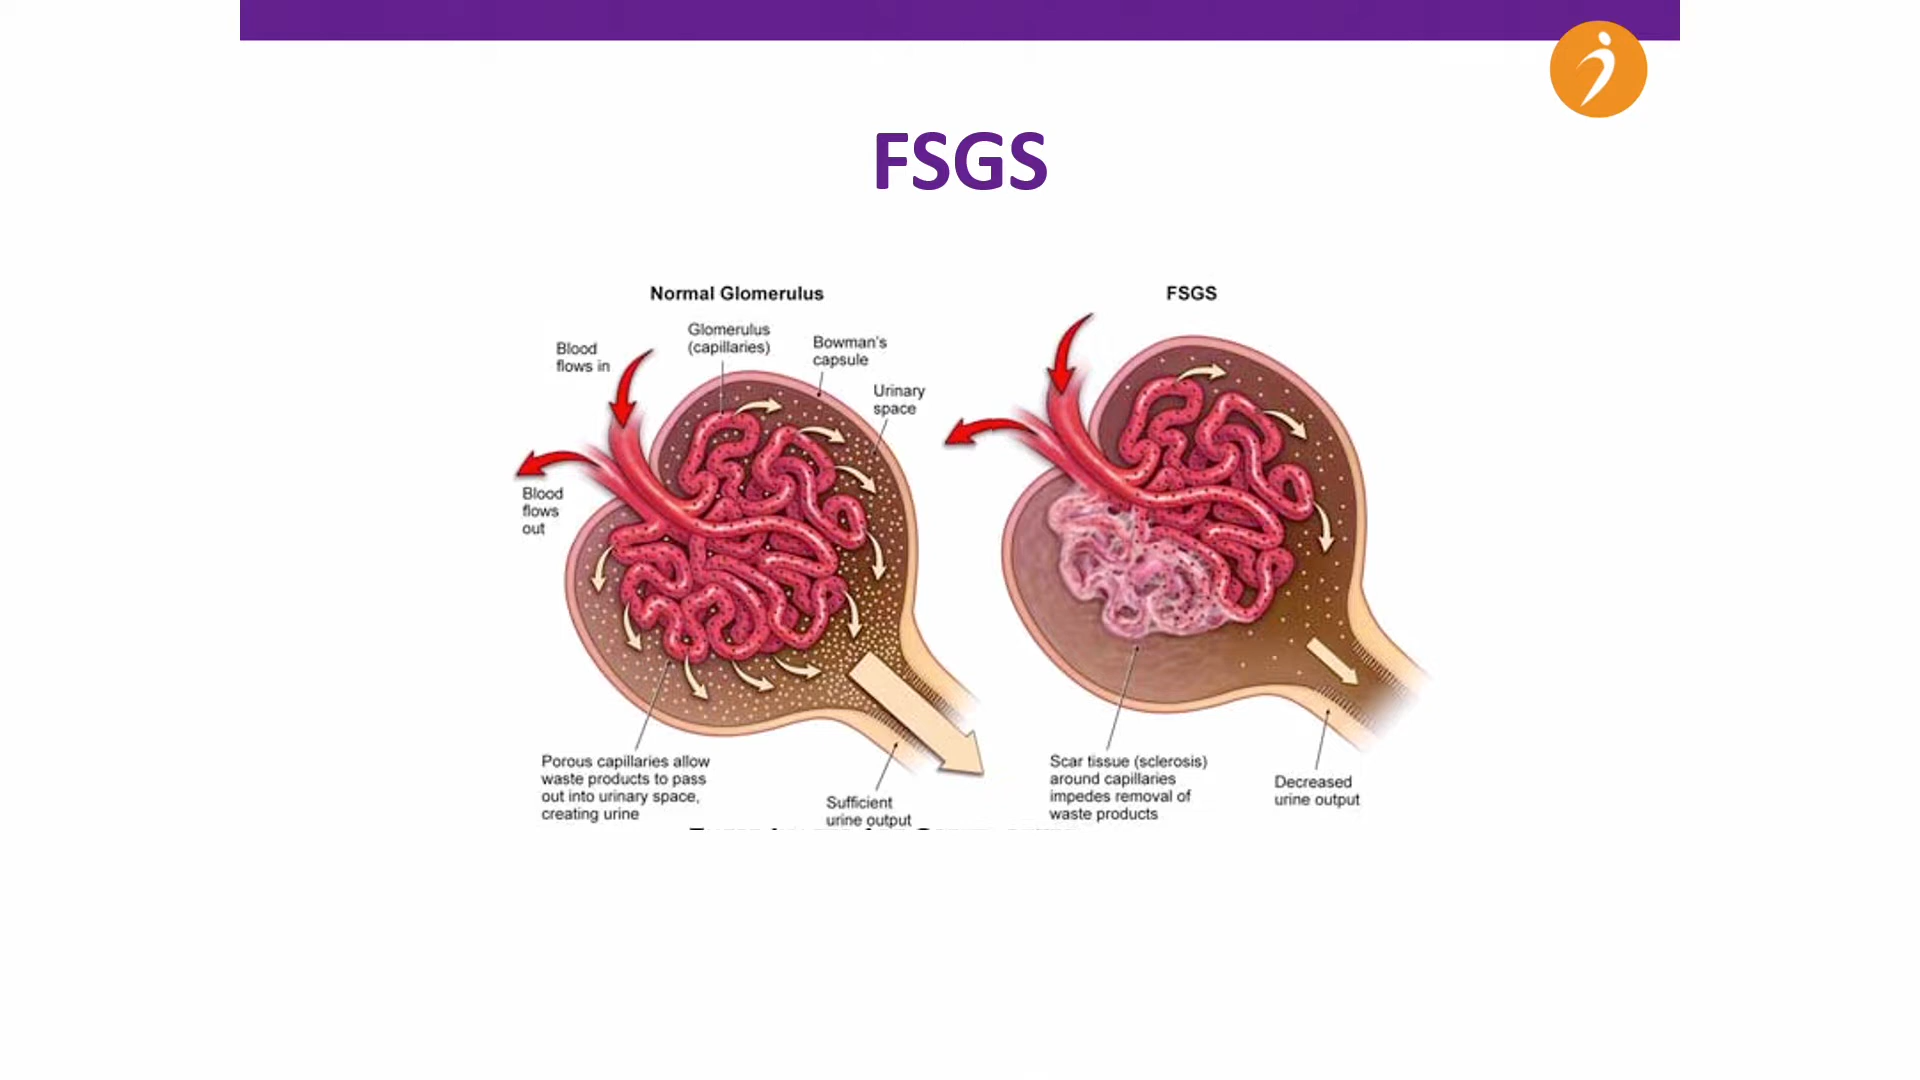 FSGS
Normal Glomerulus
Blood
flows in
Glomerulus
(capillaries)
Bowman's
capsule
Urinary
space
Blood
flows
out
Porous capillaries allow
waste products to pass
out into urinary space,
creating urine
Sufficient
urine output
FSGS
Scar tissue (sclerosis)
around capillaries
impedes removal of
waste products
Decreased
urine output